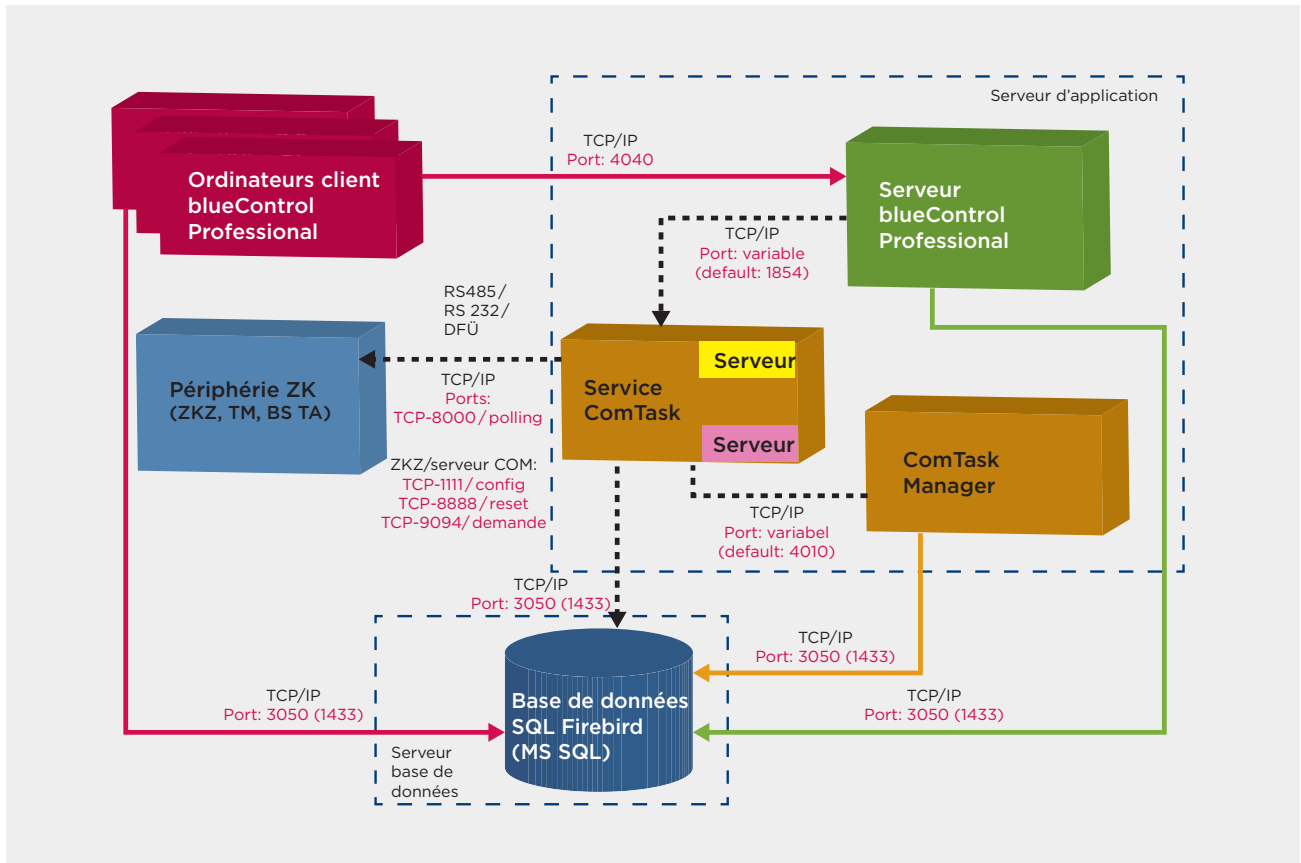 Serveur d'application
TCP/IP
Port: 4040
Ordinateurs client
blueControl
Professional
Serveur
blueControl
Professional
TCP/IP
Port: variable
(default: 1854)
RS485/
RS 232/
DFÜ
Périphérie ZK
(ZKZ, TM, BS TA)
TCP/IP
Ports:
TCP-8000/polling
Service
ComTask
Serveur
Serveur
ZKZ/serveur COM:
TCP-1111/config
TCP-8888/reset
TCP-9094/demande
ComTask
Manager
TCP/IP
Port: variabel
(default: 4010)
TCP/IP
Port: 3050 (1433)
TCP/IP
Port: 3050 (1433)
TCP/IP
Port: 3050 (1433)
TCP/IP
Port: 3050 (1433)
Base de données
SQL Firebird
(MS SQL)
Serveur
base de
données